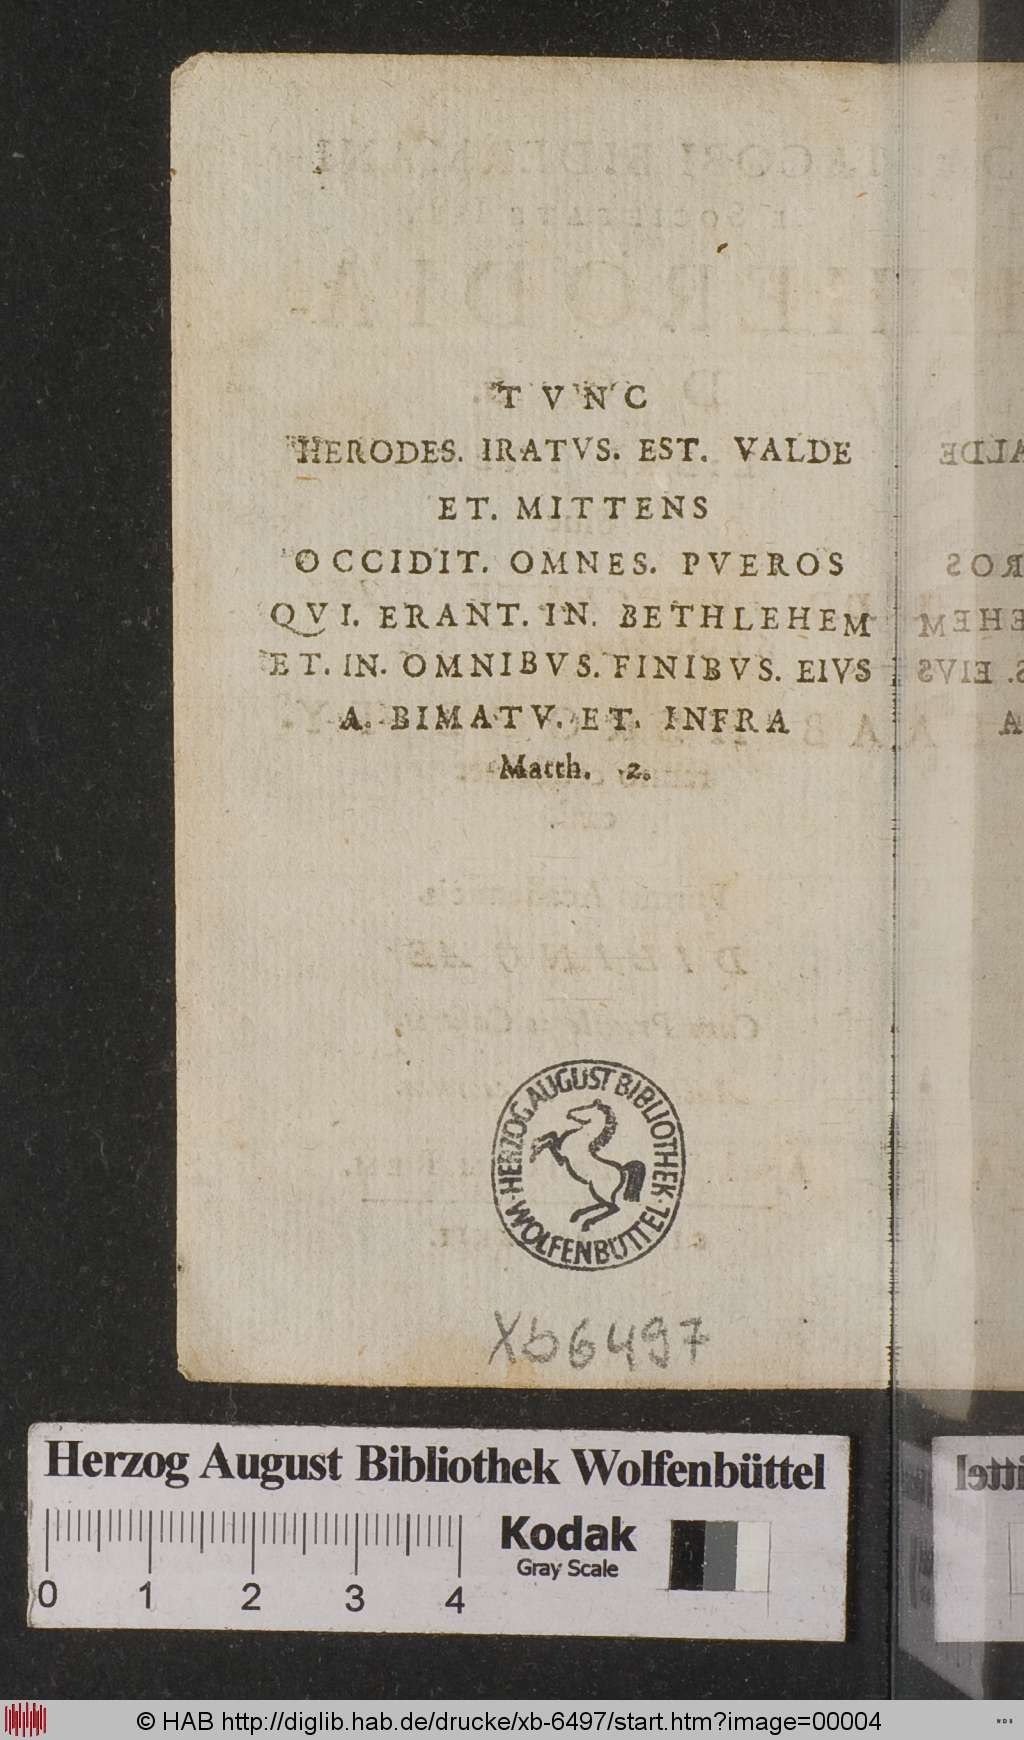 TVNC
HERODES. IRATVS. EST. VALDE
ET. MITTENS
OCCIDIT. OMNES. PVEROS
QVI. ERANT. IN. BETHLEHEM
ET. IN. OMNIBVS. FINIBVS. EIVS
A. BIMATV. ET. INFRA
Matth. 2.
HERZOG AUGUST BIBLIOTHEK
WOLFENBÜTTEL
Xb 6497
Herzog August Bibliothek Wolfenbüttel
Kodak
Gray Scale
0 1 2 3 4
© HAB http://diglib.hab.de/drucke/xb-6497/start.htm?image=00004